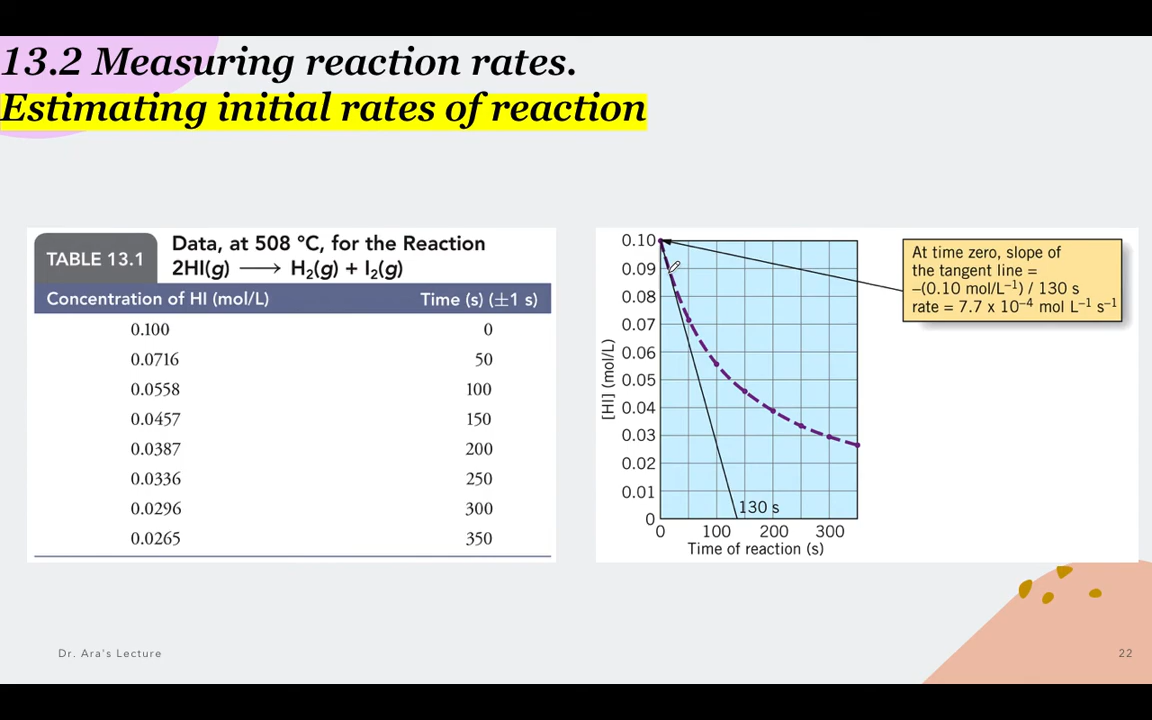 13.2 Measuring reaction rates.
Estimating initial rates of reaction
TABLE 13.1
Data, at 508 °C, for the Reaction
2HI(g) ⟶ H₂(g) + I₂(g)
Concentration of HI (mol/L) Time (s) (±1 s)
0.100 0
0.0716 50
0.0558 100
0.0457 150
0.0387 200
0.0336 250
0.0296 300
0.0265 350
0.10
0.09
0.08
0.07
0.06
0.05
0.04
0.03
0.02
0.01
0
[HI] (mol/L)
130 s
0 100 200 300
Time of reaction (s)
At time zero, slope of
the tangent line =
–(0.10 mol/L⁻¹) / 130 s
rate = 7.7 x 10⁻⁴ mol L⁻¹ s⁻¹
Dr. Ara's Lecture
22